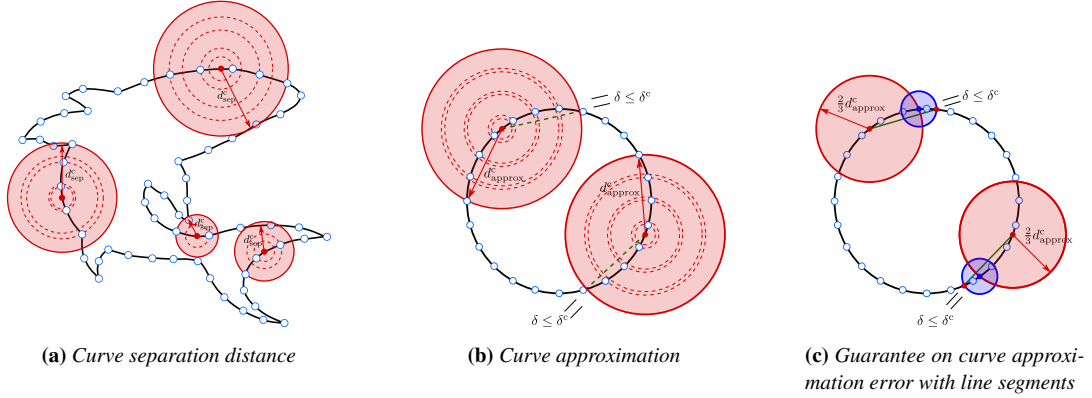 d^c_sep
d^c_sep
d^c_sep
d^c_sep
(a) Curve separation distance
δ ≤ δ^c
d^c_approx
d^c_approx
δ ≤ δ^c
(b) Curve approximation
δ ≤ δ^c
2/3 d^c_approx
2/3 d^c_approx
δ ≤ δ^c
(c) Guarantee on curve approxi-
mation error with line segments